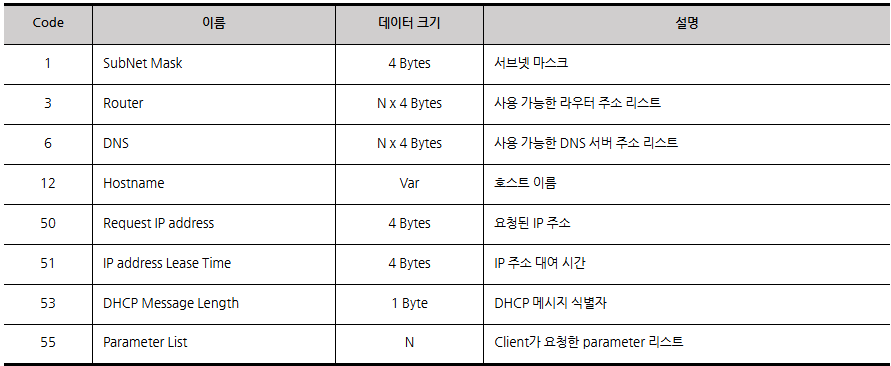 Code 이름 데이터 크기 설명
1 SubNet Mask 4 Bytes 서브넷 마스크
3 Router N x 4 Bytes 사용 가능한 라우터 주소 리스트
6 DNS N x 4 Bytes 사용 가능한 DNS 서버 주소 리스트
12 Hostname Var 호스트 이름
50 Request IP address 4 Bytes 요청된 IP 주소
51 IP address Lease Time 4 Bytes IP 주소 대여 시간
53 DHCP Message Length 1 Byte DHCP 메시지 식별자
55 Parameter List N Client가 요청한 parameter 리스트